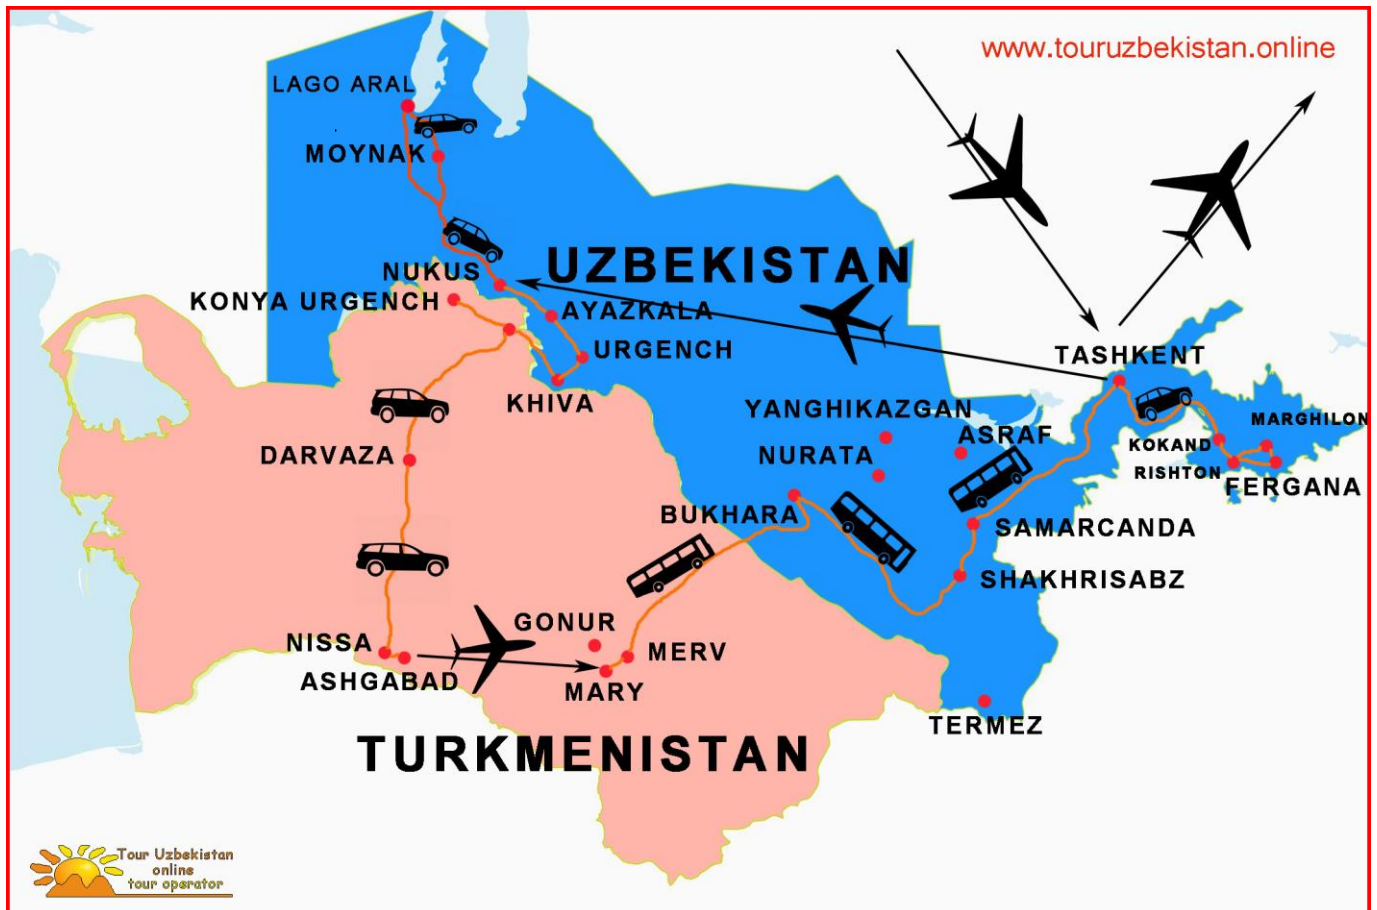 www.touruzbekistan.online
LAGO ARAL
MOYNAK
UZBEKISTAN
NUKUS
KONYA URGENCH
AYAZKALA
URGENCH
TASHKENT
KHIVA
YANGHIKAZGAN
MARGHILON
ASRAF
KOKAND
DARVAZA
NURATA
RISHTON
FERGANA
BUKHARA
SAMARCANDA
SHAKHRISABZ
GONUR
NISSA
MERV
ASHGABAD
MARY
TERMEZ
TURKMENISTAN
Tour Uzbekistan
online
tour operator